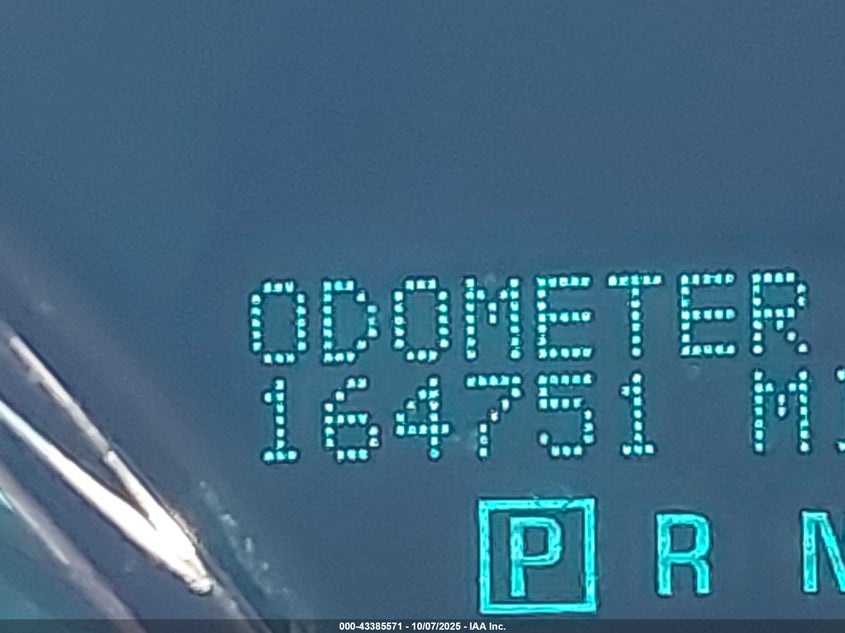 ODOMETER
164751 M
P R N
000-43385571 - 10/07/2025 - IAA Inc.